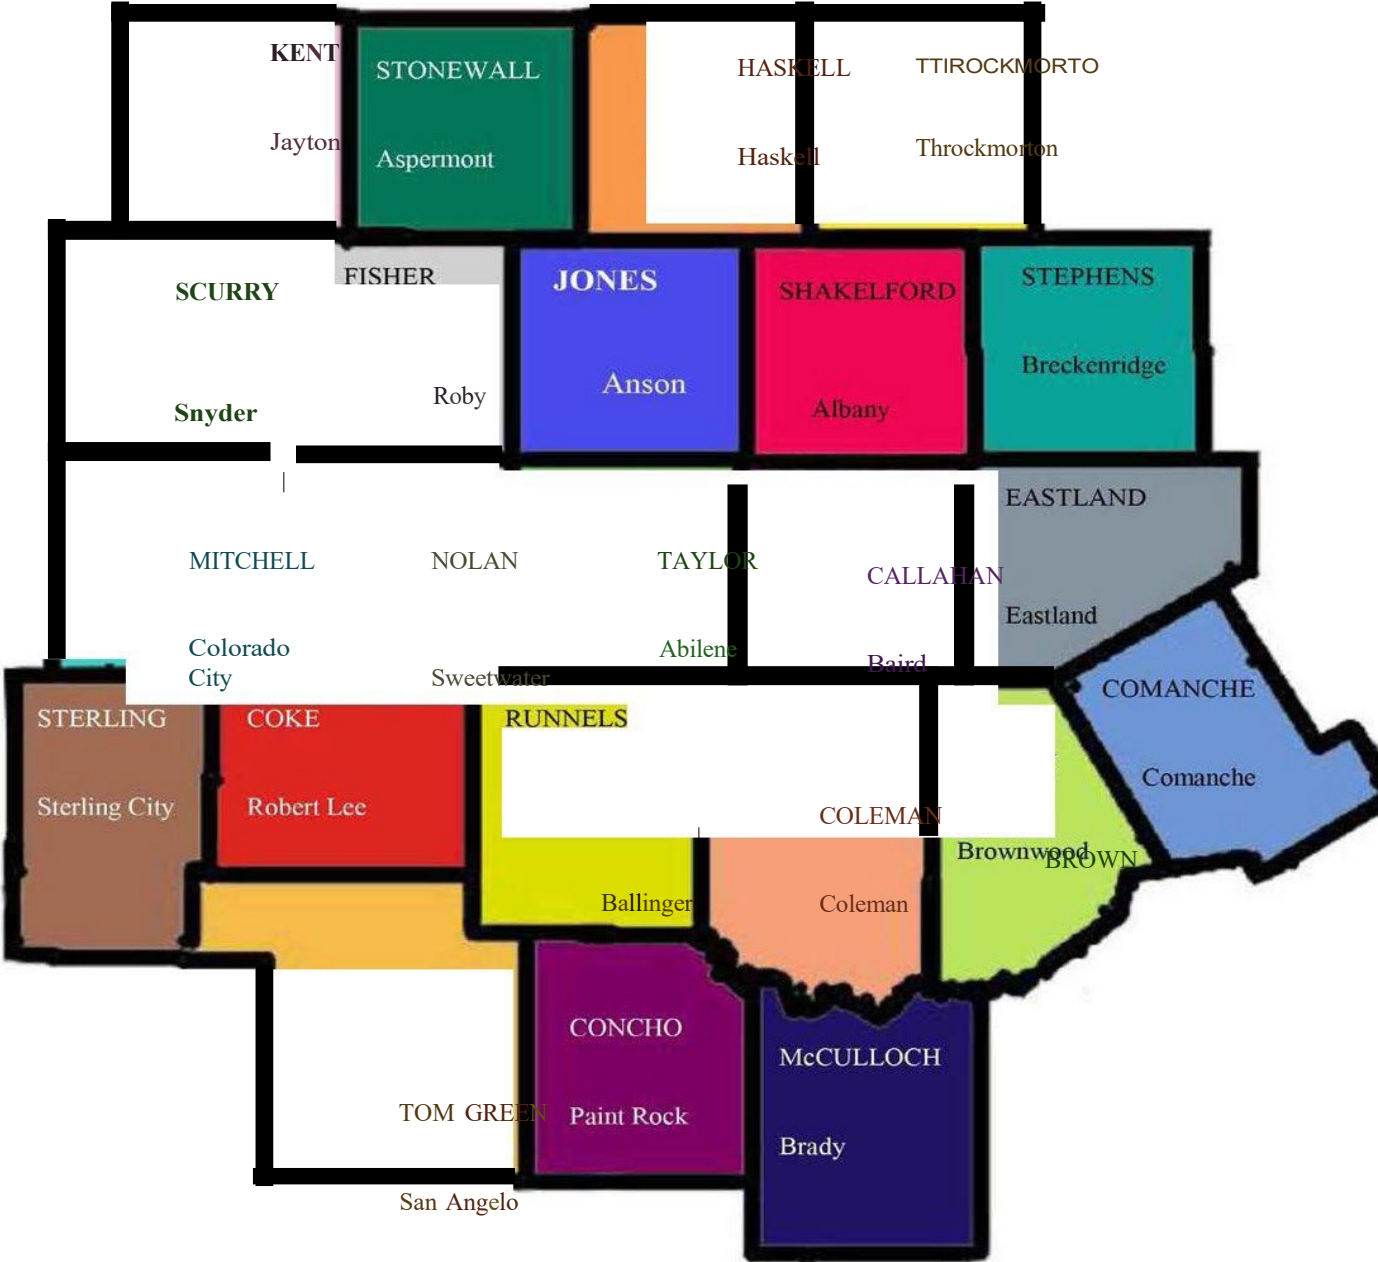 KENT
Jayton
STONEWALL
Aspermont
HASKELL
Haskell
TTIROCKMORTO
Throckmorton
SCURRY
Snyder
FISHER
Roby
JONES
Anson
SHAKELFORD
Albany
STEPHENS
Breckenridge
MITCHELL
Colorado
City
NOLAN
Sweetwater
TAYLOR
Abilene
CALLAHAN
Baird
EASTLAND
Eastland
COMANCHE
Comanche
STERLING
Sterling City
COKE
Robert Lee
RUNNELS
Ballinger
COLEMAN
Coleman
Brownwood
BROWN
TOM GREEN
San Angelo
CONCHO
Paint Rock
McCULLOCH
Brady